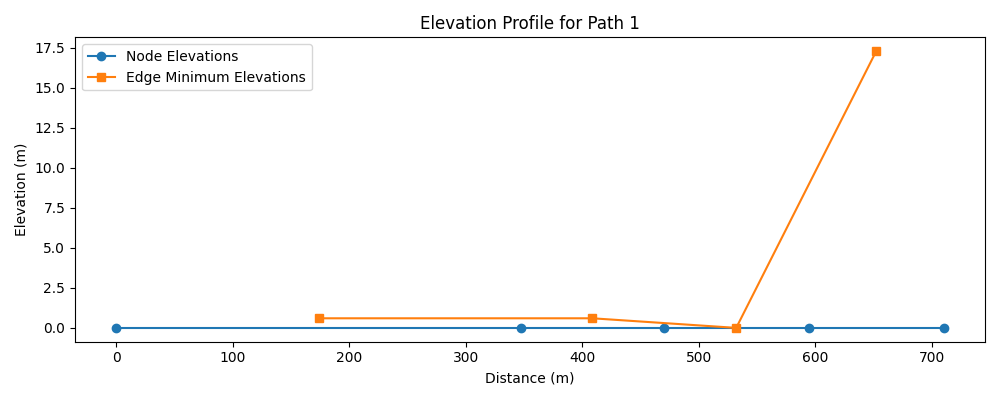 Elevation Profile for Path 1
Node Elevations
Edge Minimum Elevations
Elevation (m)
17.5
15.0
12.5
10.0
7.5
5.0
2.5
0.0
0 100 200 300 400 500 600 700
Distance (m)